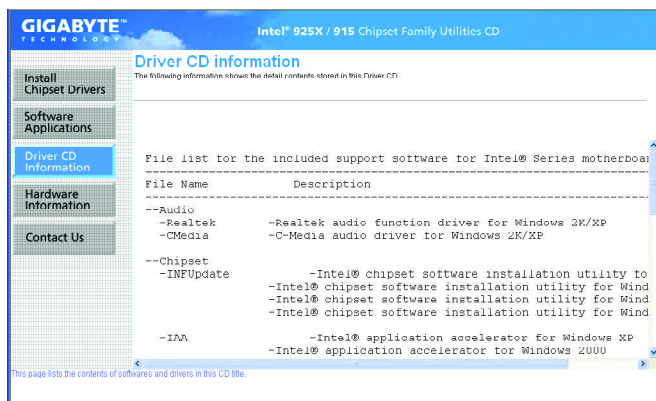 GIGABYTE™
TECHNOLOGY
Intel® 925X / 915 Chipset Family Utilities CD
Install
Chipset Drivers
Software
Applications
Driver CD
Information
Hardware
Information
Contact Us
Driver CD information
The following information shows the detail contents stored in this Driver CD.
File list for the included support software for Intel® Series motherboar
File Name Description
--Audio
-Realtek -Realtek audio function driver for Windows 2K/XP
-CMedia -C-Media audio driver for Windows 2K/XP
--Chipset
-INFUpdate -Intel® chipset software installation utility fo
-Intel® chipset software installation utility for Wind
-Intel® chipset software installation utility for Wind
-Intel® chipset software installation utility for Wind
-IAA -Intel® application accelerator for Windows XP
-Intel® application accelerator for Windows 2000
This page lists the contents of softwares and drivers in this CD title.